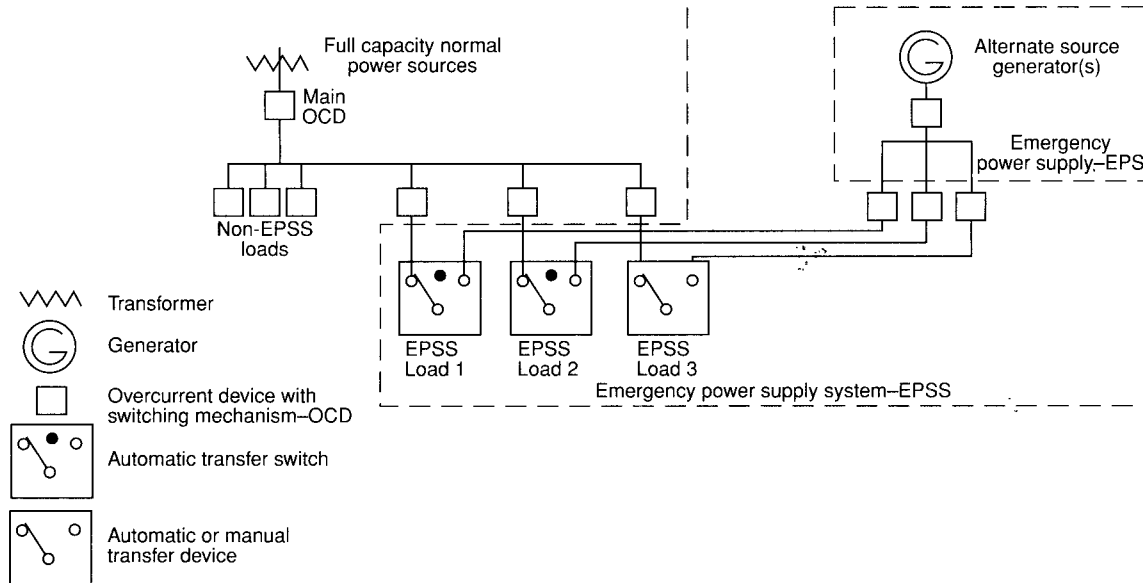 Full capacity normal
power sources
Main
OCD
Non-EPSS
loads
G
Alternate source
generator(s)
Emergency
power supply–EPS
EPSS
Load 1
EPSS
Load 2
EPSS
Load 3
Emergency power supply system–EPSS
Transformer
G
Generator
Overcurrent device with
switching mechanism–OCD
Automatic transfer switch
Automatic or manual
transfer device